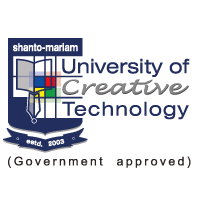 shanto-mariam
University of
Creative
Technology
estd. 2003
(Government approved)